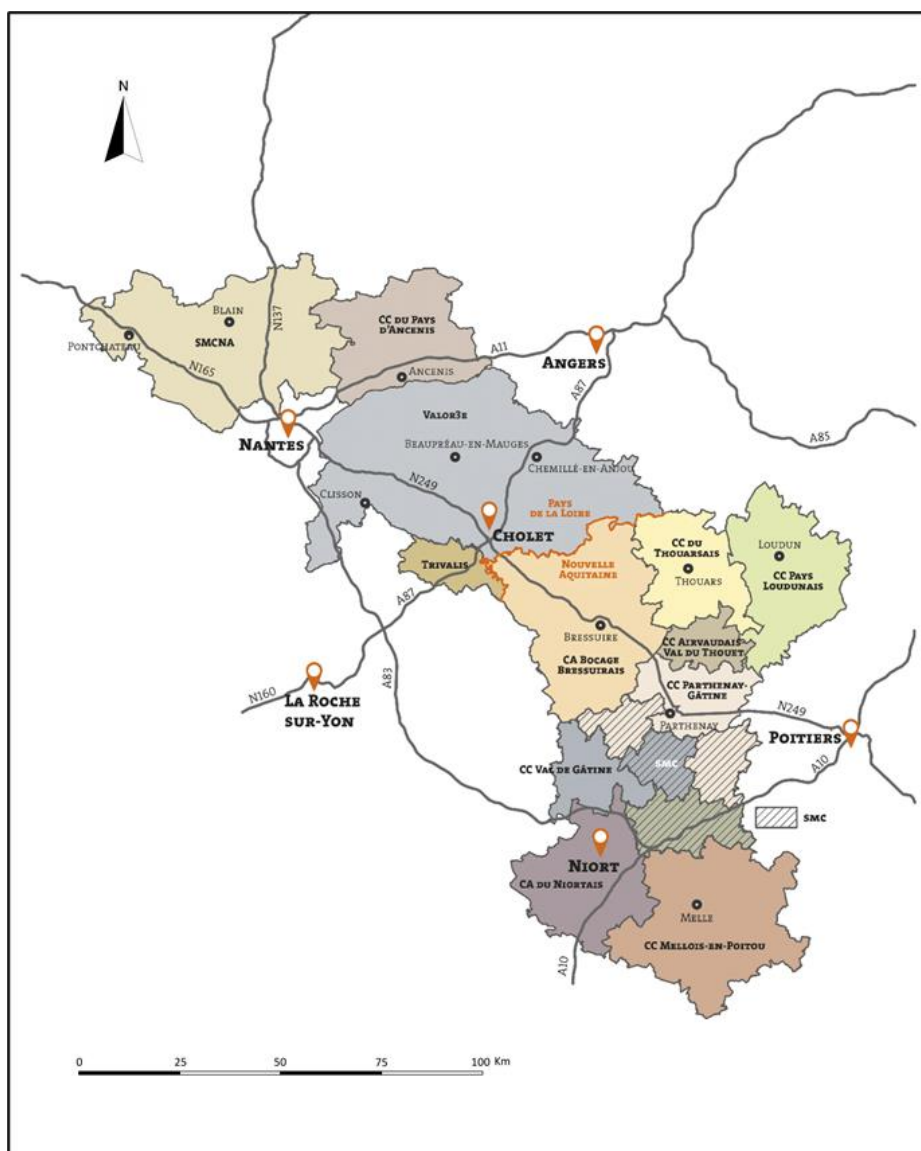 N
Blain
SMCNA
Pontchateau
N165
N137
CC du Pays
d'Ancenis
Ancenis
A11
Angers
A87
A85
Nantes
Valor3e
Beaupréau-en-Mauges
Chemillé-en-Anjou
N249
Clisson
Pays
de la Loire
Cholet
Nouvelle
Aquitaine
Trivalis
A87
CC du
Thouarsais
Thouars
Loudun
CC Pays
Loudunais
Bressuire
CA Bocage
Bressuirais
CC Airvaudais-
Val du Thouet
CC Parthenay-
Gâtine
Parthenay
N249
A83
N160
La Roche
sur-Yon
Poitiers
A10
CC Val de Gâtine
SMC
SMC
Niort
CA du Niortais
Melle
CC Mellois-en-Poitou
A10
0 25 50 75 100 Km